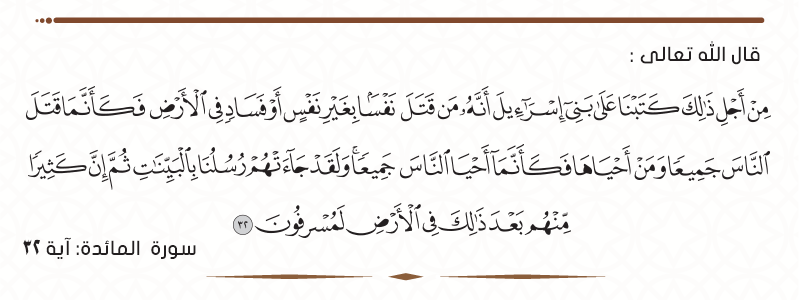 قال الله تعالى :
مِنْ أَجْلِ ذَٰلِكَ كَتَبْنَا عَلَىٰ بَنِىٓ إِسْرَٰٓءِيلَ أَنَّهُۥ مَن قَتَلَ نَفْسًۢا بِغَيْرِ نَفْسٍ أَوْ فَسَادٍ فِى ٱلْأَرْضِ فَكَأَنَّمَا قَتَلَ
ٱلنَّاسَ جَمِيعًا وَمَنْ أَحْيَاهَا فَكَأَنَّمَآ أَحْيَا ٱلنَّاسَ جَمِيعًا ۚ وَلَقَدْ جَآءَتْهُمْ رُسُلُنَا بِٱلْبَيِّنَٰتِ ثُمَّ إِنَّ كَثِيرًا
مِّنْهُم بَعْدَ ذَٰلِكَ فِى ٱلْأَرْضِ لَمُسْرِفُونَ ٣٢
سورة المائدة: آية ٣٢